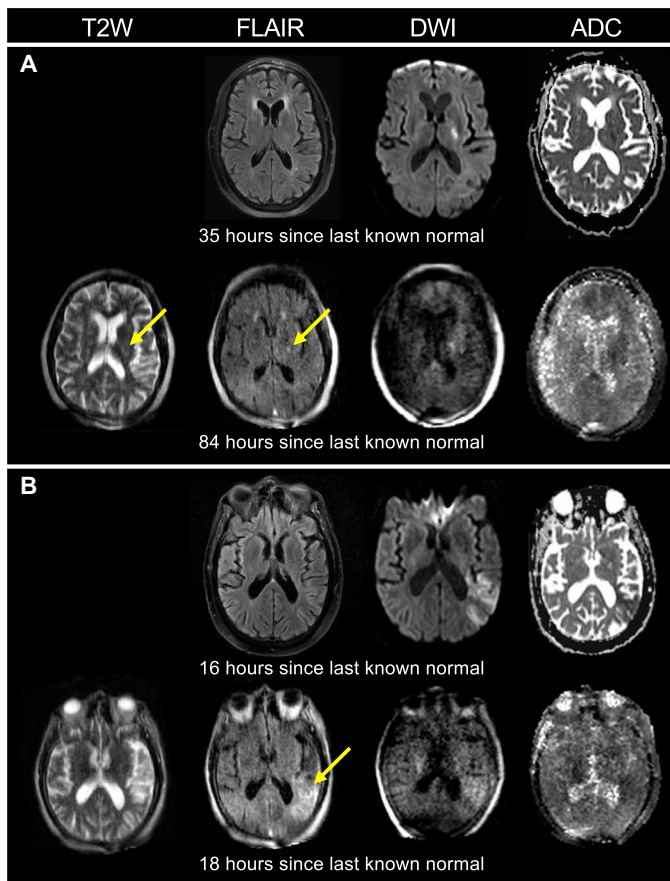 T2W FLAIR DWI ADC
A
35 hours since last known normal
84 hours since last known normal
B
16 hours since last known normal
18 hours since last known normal